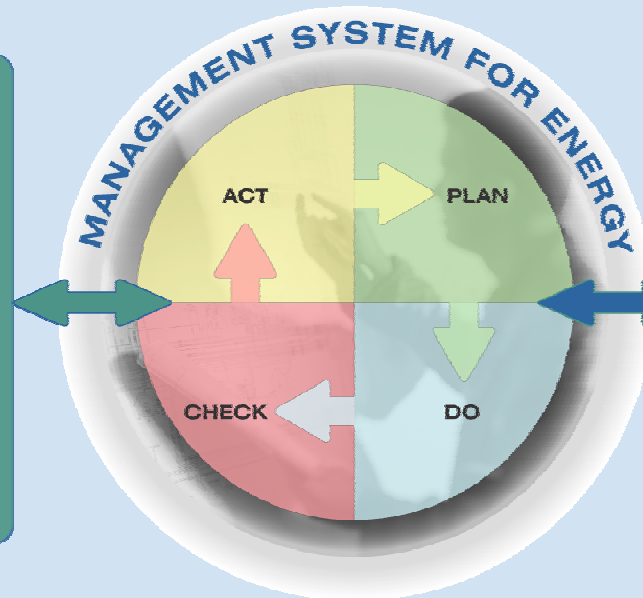 MANAGEMENT SYSTEM FOR ENERGY
ACT
PLAN
CHECK
DO